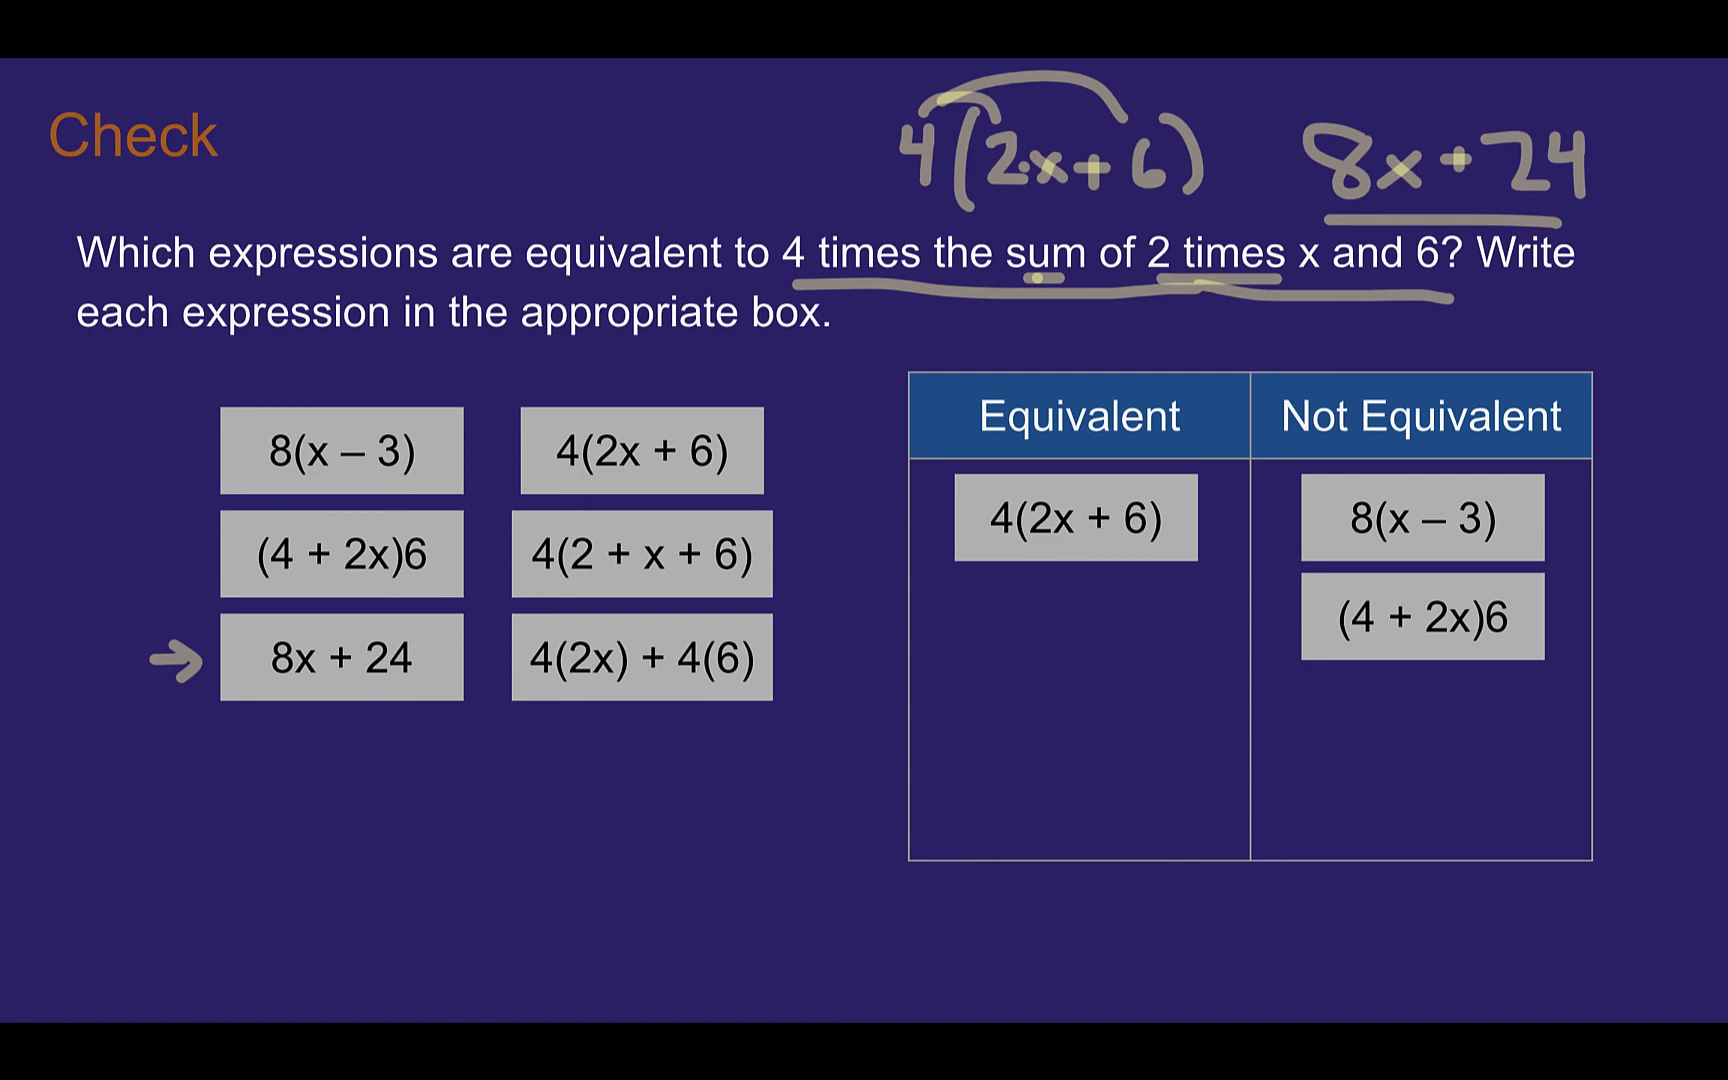 Check
4(2·x+6) 8x+24
Which expressions are equivalent to 4 times the sum of 2 times x and 6? Write
each expression in the appropriate box.
8(x – 3) 4(2x + 6)
(4 + 2x)6 4(2 + x + 6)
8x + 24 4(2x) + 4(6)
Equivalent Not Equivalent
4(2x + 6) 8(x – 3)
(4 + 2x)6